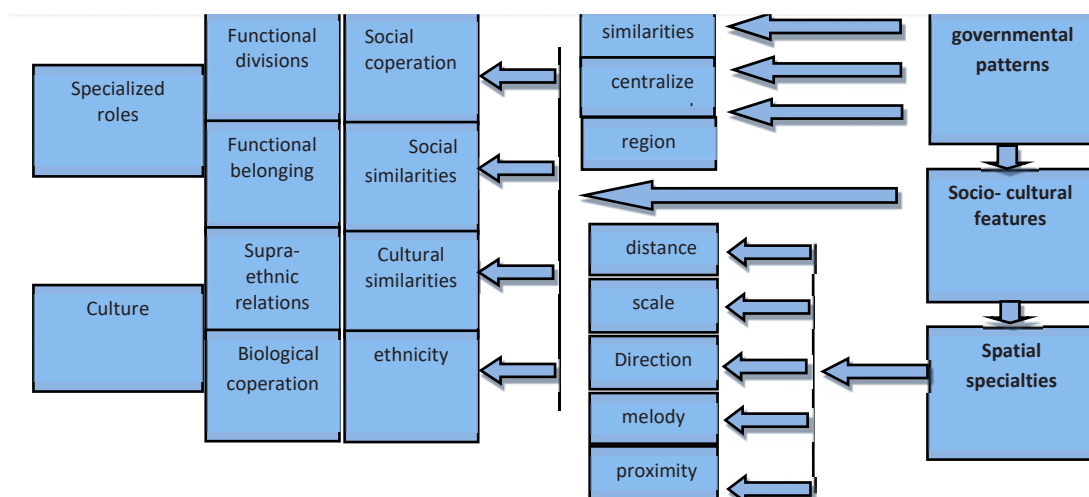 Specialized
roles
Culture
Functional
divisions
Functional
belonging
Supra-
ethnic
relations
Biological
coperation
Social
coperation
Social
similarities
Cultural
similarities
ethnicity
similarities
centralize
region
distance
scale
Direction
melody
proximity
governmental
patterns
Socio- cultural
features
Spatial
specialties